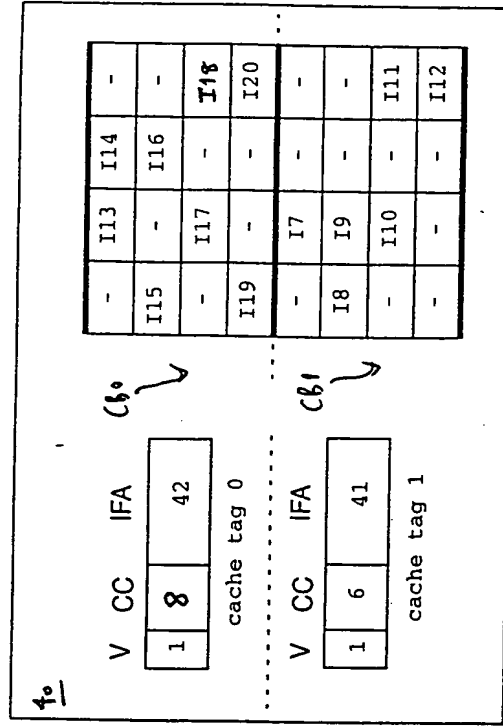 4.
V CC IFA
1 8 42
cache tag 0
CB0
- I13 I14 -
I15 - I16 -
- I17 - I18
I19 - - I20
V CC IFA
1 6 41
cache tag 1
CB1
- I7 - -
I8 I9 - -
- I10 - I11
- - - I12